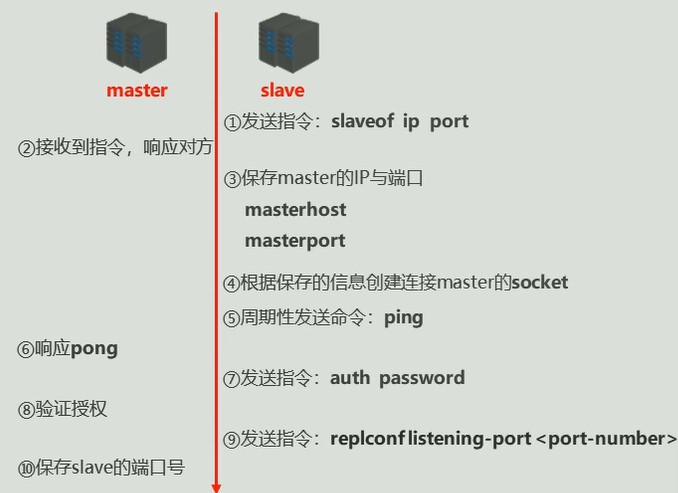 master
slave
①发送指令：slaveof ip port
②接收到指令，响应对方
③保存master的IP与端口
masterhost
masterport
④根据保存的信息创建连接master的socket
⑤周期性发送命令：ping
⑥响应pong
⑦发送指令：auth password
⑧验证授权
⑨发送指令：replconf listening-port <port-number>
⑩保存slave的端口号